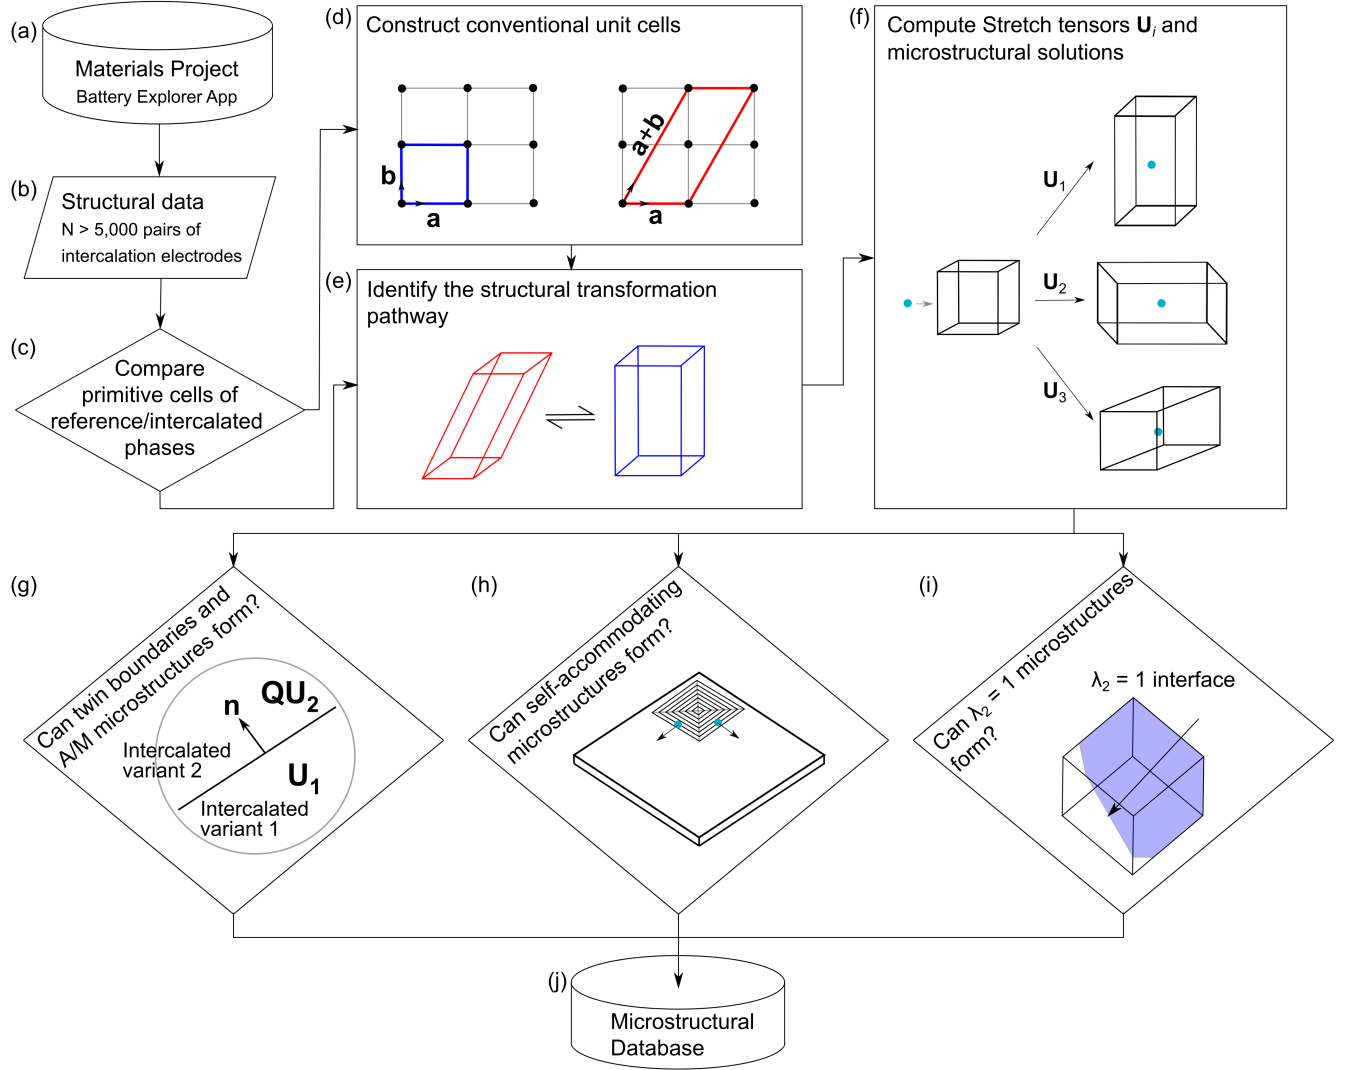 (a)
Materials Project
Battery Explorer App
(b)
Structural data
N > 5,000 pairs of
intercalation electrodes
(c)
Compare
primitive cells of
reference/intercalated
phases
(d)
Construct conventional unit cells
b
a
a+b
a
(e)
Identify the structural transformation
pathway
(f)
Compute Stretch tensors Ui and
microstructural solutions
U1
U2
U3
(g)
Can twin boundaries and
A/M microstructures form?
n
QU2
Intercalated
variant 2
U1
Intercalated
variant 1
(h)
Can self-accommodating
microstructures form?
(i)
Can λ2 = 1 microstructures
form?
λ2 = 1 interface
(j)
Microstructural
Database